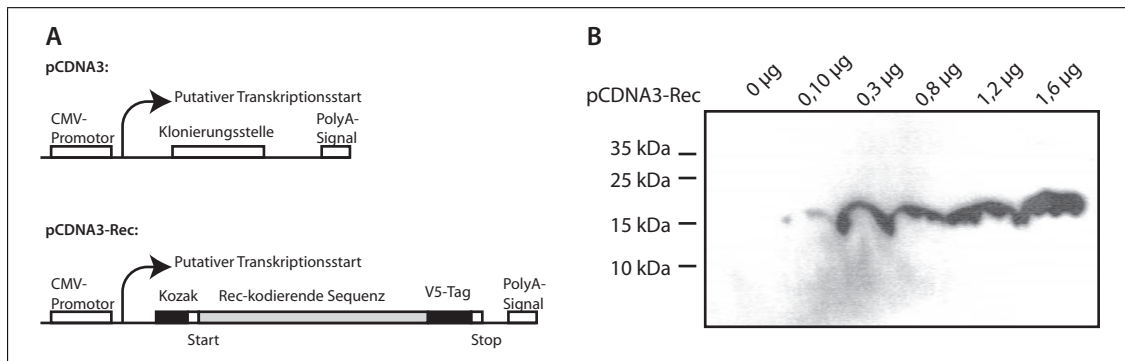 A
pCDNA3:
Putativer Transkriptionsstart
CMV-
Promotor
Klonierungsstelle
PolyA-
Signal
pCDNA3-Rec:
Putativer Transkriptionsstart
CMV-
Promotor
Kozak
Rec-kodierende Sequenz
V5-Tag
PolyA-
Signal
Start
Stop
B
pCDNA3-Rec
0 µg
0,10 µg
0,3 µg
0,8 µg
1,2 µg
1,6 µg
35 kDa
25 kDa
15 kDa
10 kDa